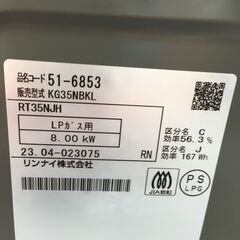 品名コード 51-6853
販売型式 KG35NBKL
RT35NJH
LPガス用
8.00 kW
区分名 C
効率56.3 %
区分名 J
効率 167 Wh
23.04-023075 RN
リンナイ株式会社
JIA認証
PS
LPG